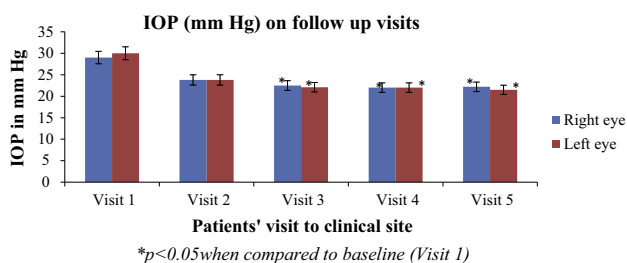 IOP (mm Hg) on follow up visits
IOP in mm Hg
35
30
25
20
15
10
5
0
* * * * * *
Visit 1 Visit 2 Visit 3 Visit 4 Visit 5
Right eye
Left eye
Patients' visit to clinical site
*p<0.05when compared to baseline (Visit 1)